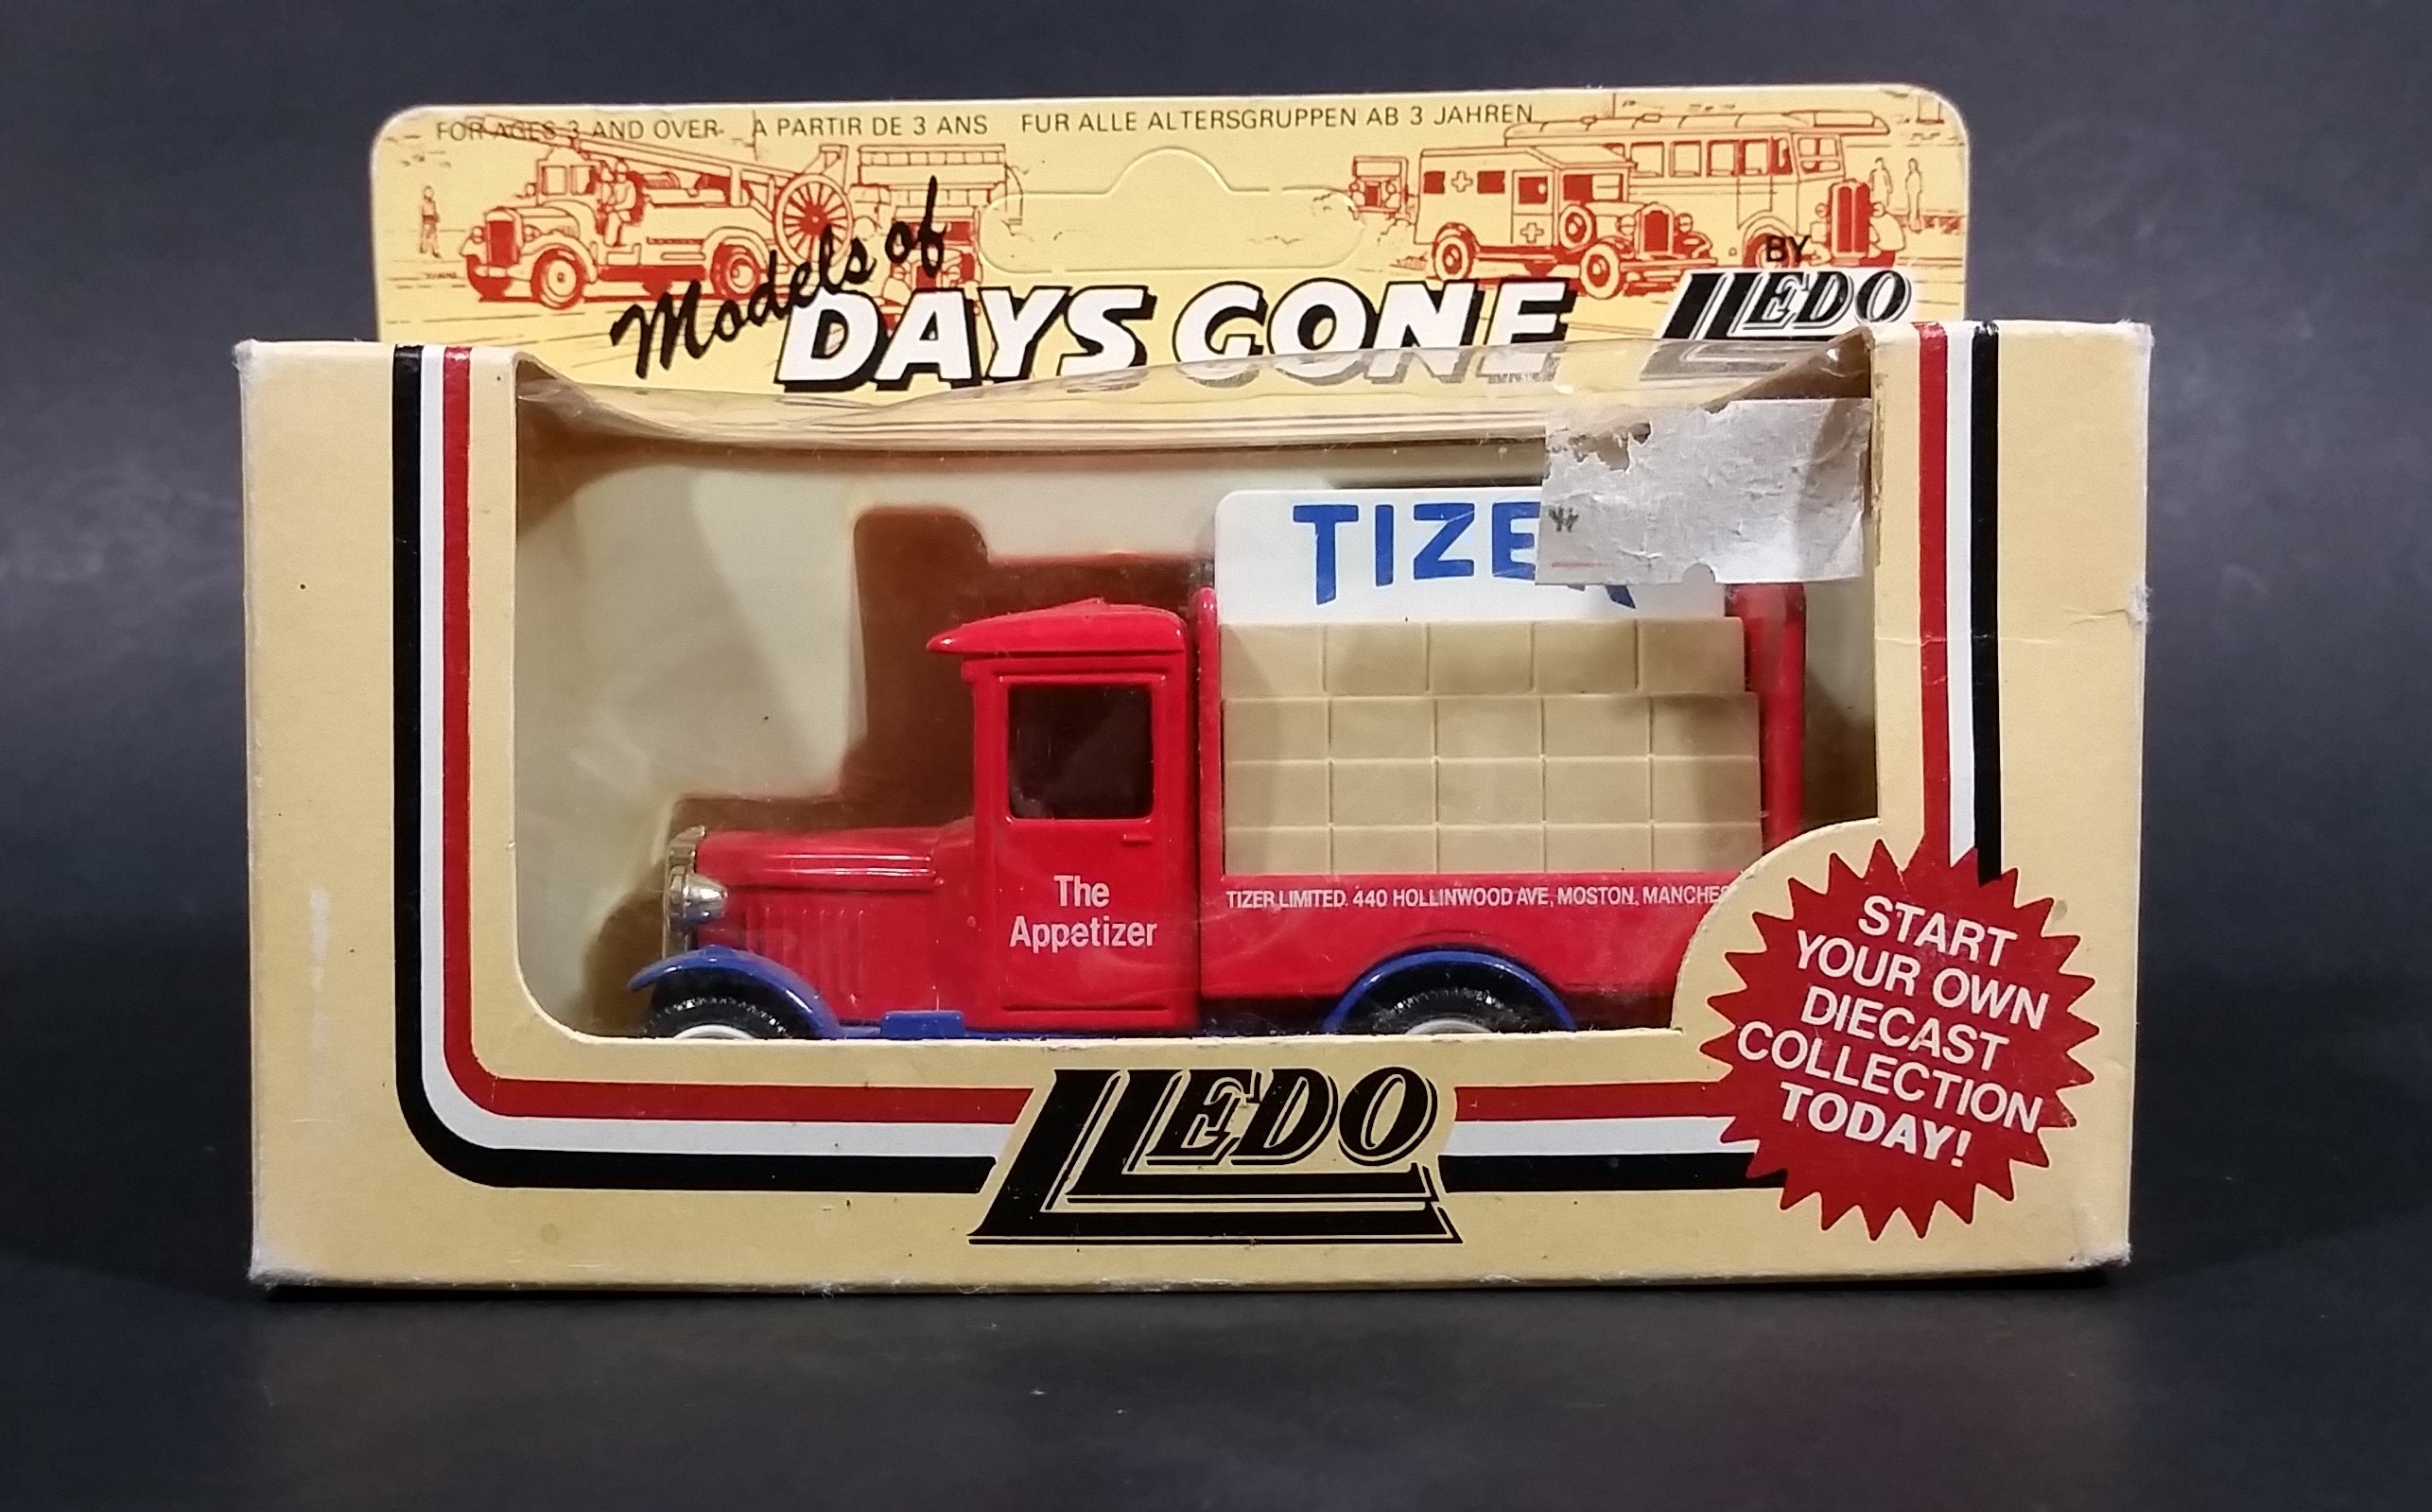 FOR AGES 3 AND OVER A PARTIR DE 3 ANS FUR ALLE ALTERSGRUPPEN AB 3 JAHREN
Models of
DAYS GONE
BY
LLEDO
TIZER
The
Appetizer
TIZER LIMITED. 440 HOLLINWOOD AVE, MOSTON. MANCHES
START
YOUR OWN
DIECAST
COLLECTION
TODAY!
LLEDO